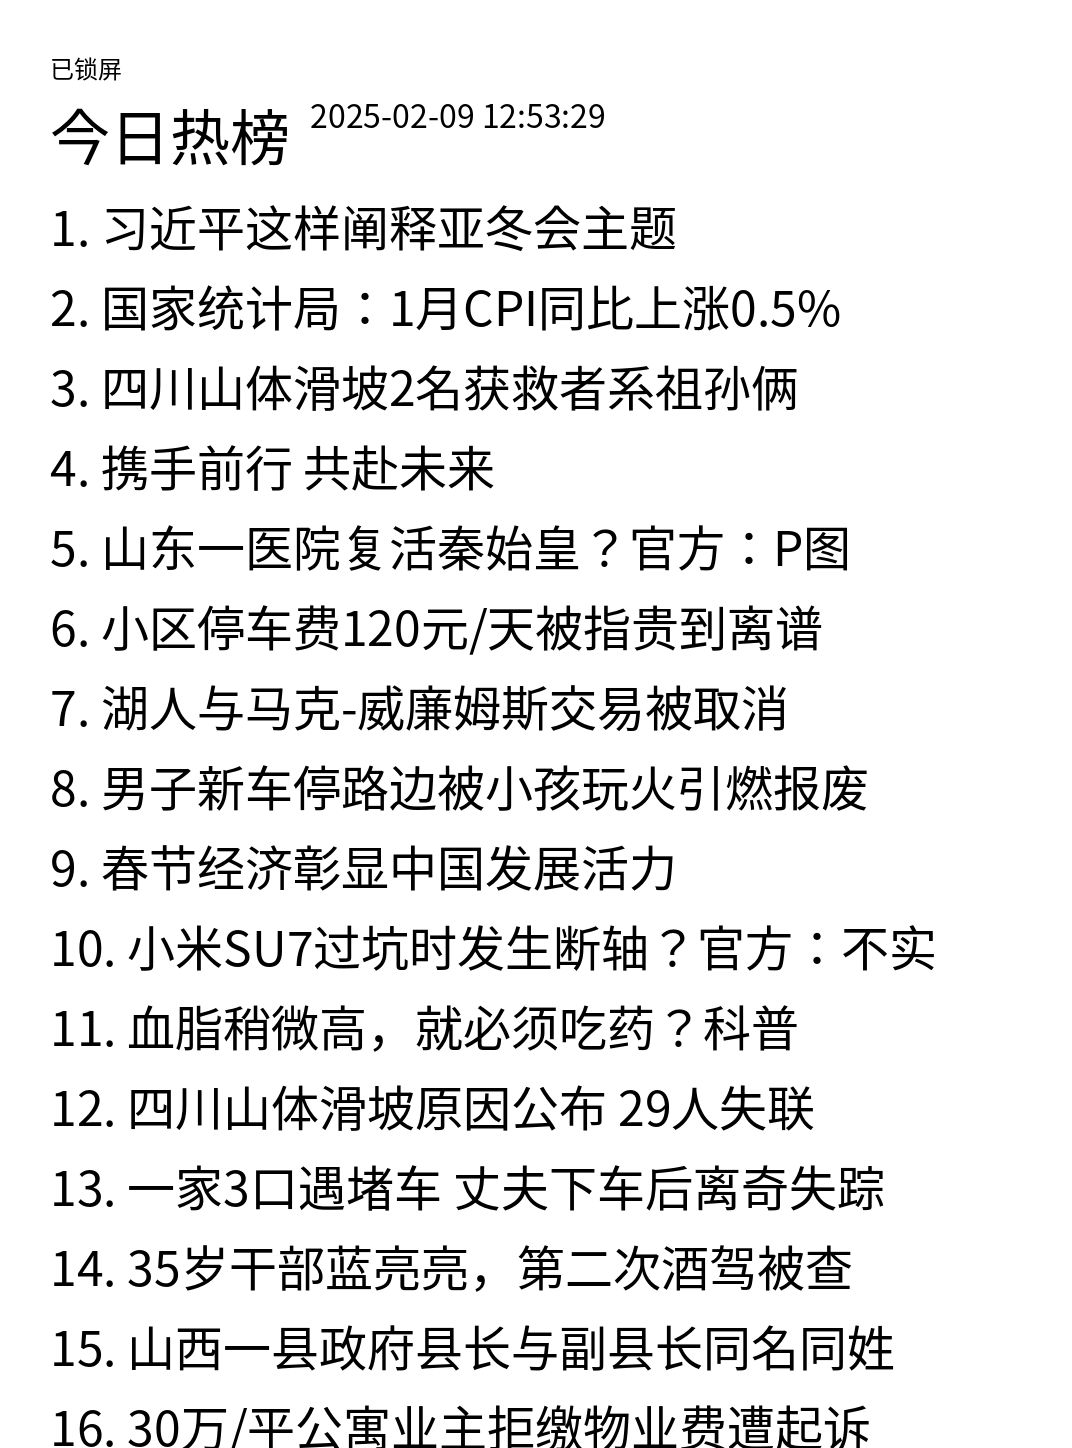 已锁屏
今日热榜 2025-02-09 12:53:29
1. 习近平这样阐释亚冬会主题
2. 国家统计局：1月CPI同比上涨0.5%
3. 四川山体滑坡2名获救者系祖孙俩
4. 携手前行 共赴未来
5. 山东一医院复活秦始皇？官方：P图
6. 小区停车费120元/天被指贵到离谱
7. 湖人与马克-威廉姆斯交易被取消
8. 男子新车停路边被小孩玩火引燃报废
9. 春节经济彰显中国发展活力
10. 小米SU7过坑时发生断轴？官方：不实
11. 血脂稍微高，就必须吃药？科普
12. 四川山体滑坡原因公布 29人失联
13. 一家3口遇堵车 丈夫下车后离奇失踪
14. 35岁干部蓝亮亮，第二次酒驾被查
15. 山西一县政府县长与副县长同名同姓
16. 30万/平公寓业主拒缴物业费遭起诉